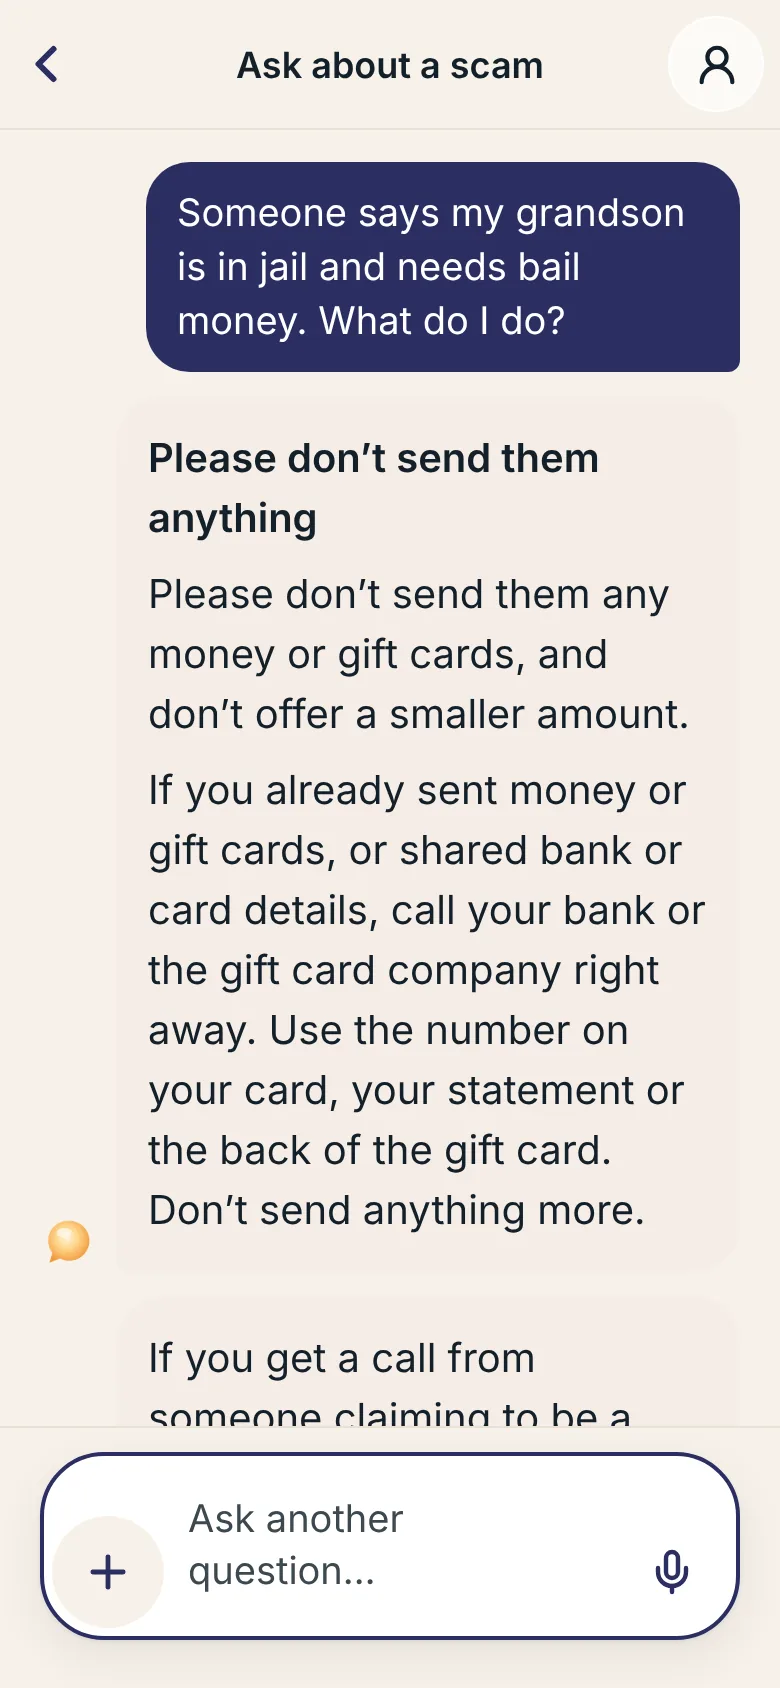 Ask about a scam
Someone says my grandson
is in jail and needs bail
money. What do I do?
Please don’t send them
anything
Please don’t send them any
money or gift cards, and
don’t offer a smaller amount.
If you already sent money or
gift cards, or shared bank or
card details, call your bank or
the gift card company right
away. Use the number on
your card, your statement or
the back of the gift card.
Don’t send anything more.
If you get a call from
someone claiming to be a
Ask another
question...